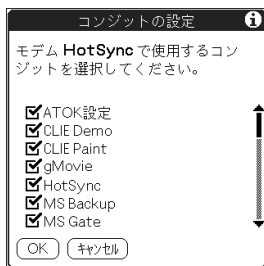 コンジットの設定
モデム HotSync で使用するコン
ジットを選択してください。
ATOK設定
CLIE Demo
CLIE Paint
gMovie
HotSync
MS Backup
MS Gate
OK キャンセル